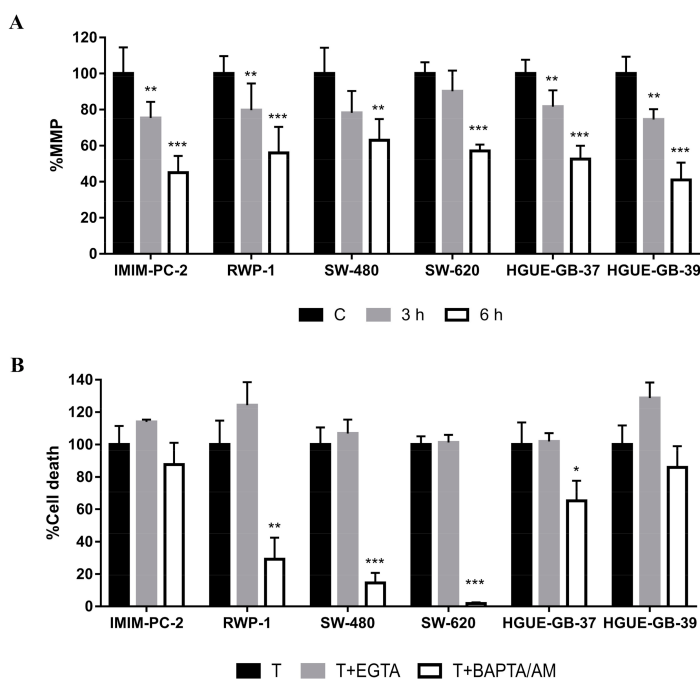 A
120
100
80
60
40
20
0
%MMP
** *** ** *** ** *** ** *** ** ***
IMIM-PC-2 RWP-1 SW-480 SW-620 HGUE-GB-37 HGUE-GB-39
C 3 h 6 h
B
140
120
100
80
60
40
20
0
%Cell death
** *** *** *
IMIM-PC-2 RWP-1 SW-480 SW-620 HGUE-GB-37 HGUE-GB-39
T T+EGTA T+BAPTA/AM